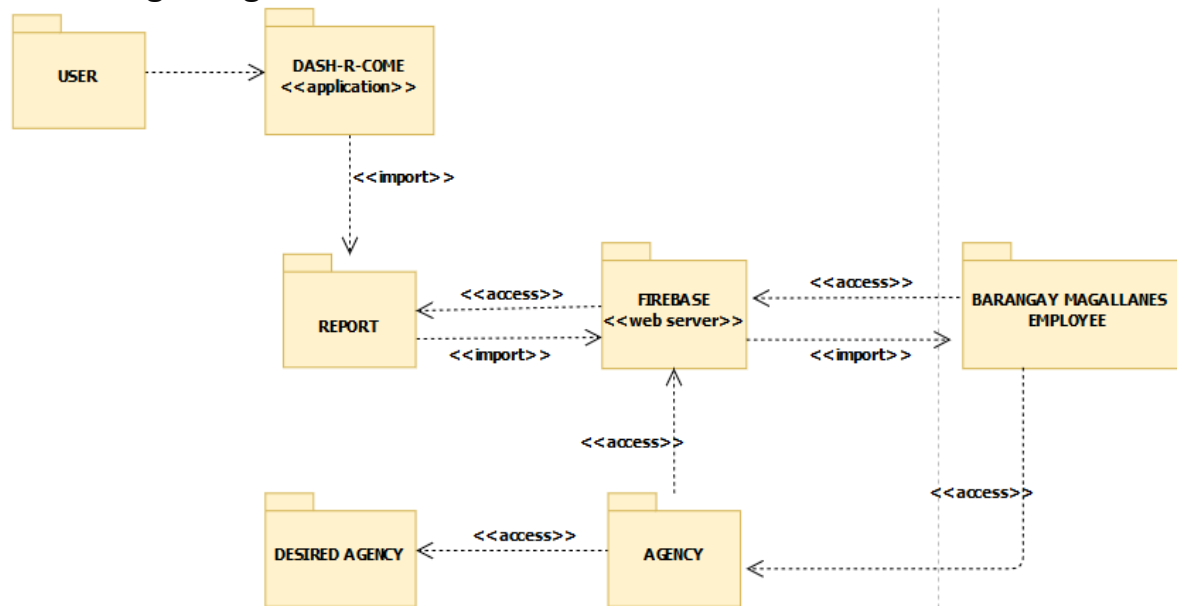 USER
DASH-R-COME
<<application>>
<<import>>
REPORT
<<access>>
<<import>>
FIREBASE
<<web server>>
<<access>>
<<import>>
BARANGAY MAGALLANES
EMPLOYEE
<<access>>
<<access>>
DESIRED AGENCY
<<access>>
AGENCY